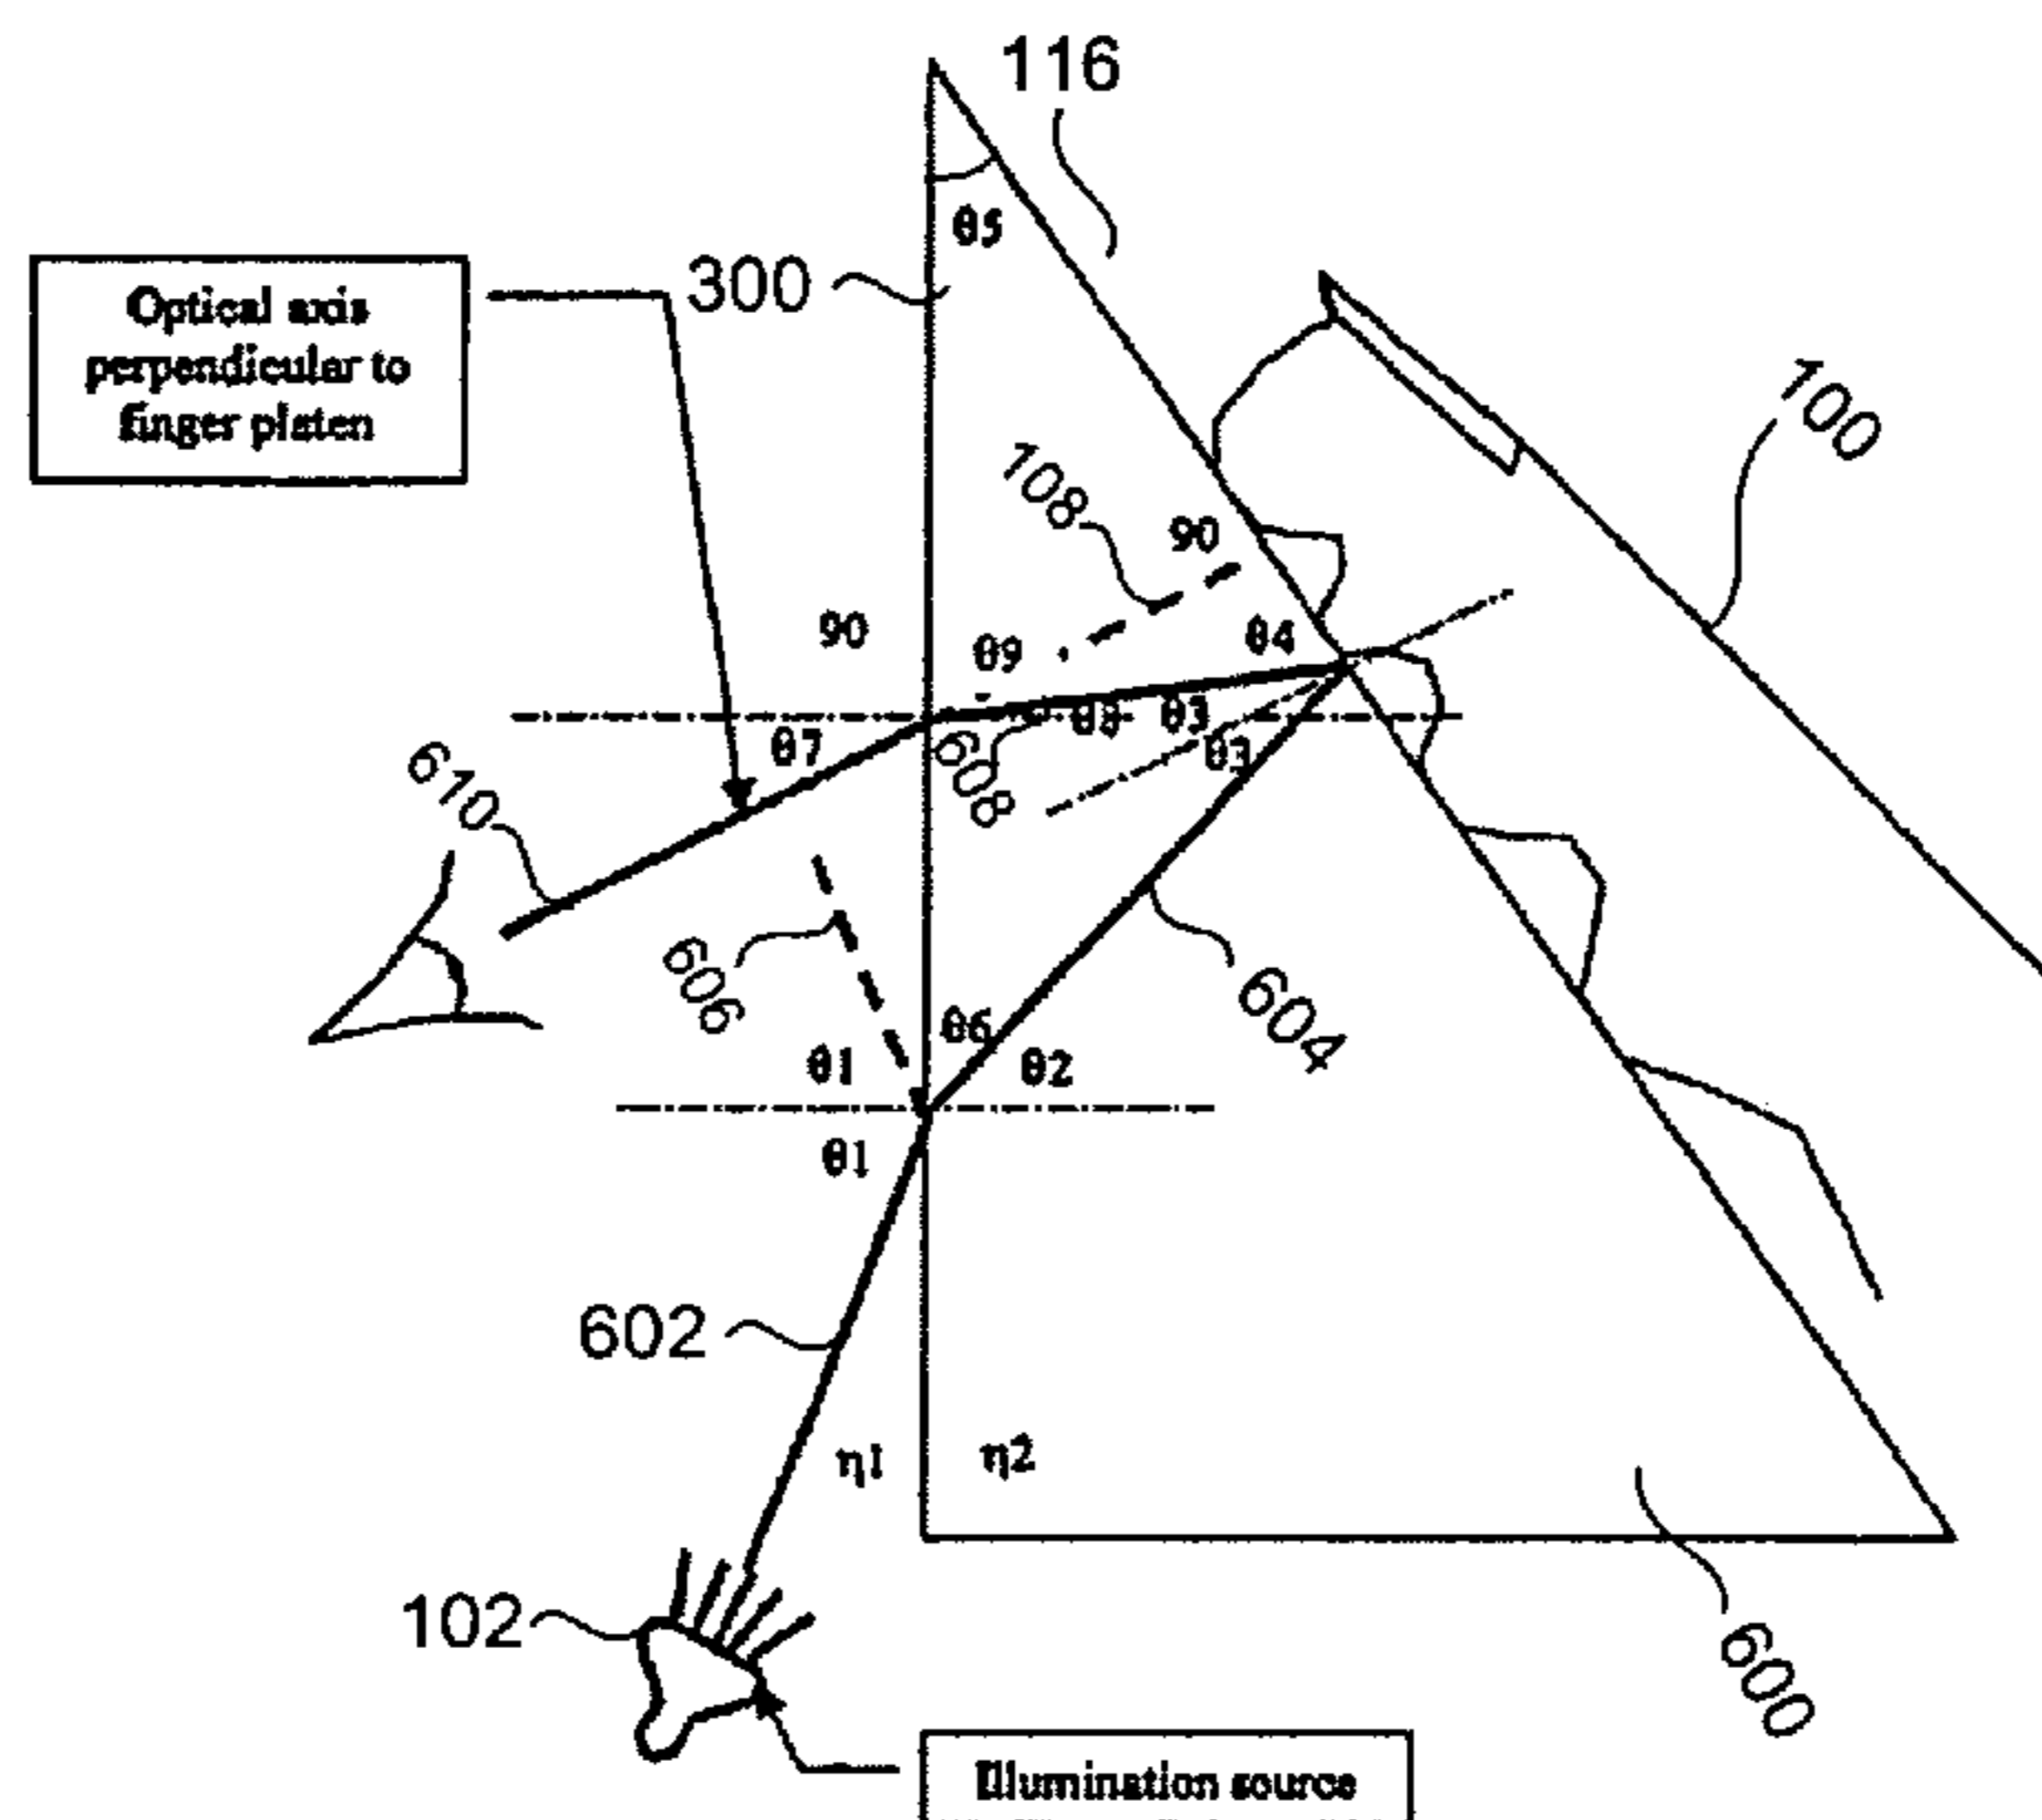 116
θ5
300
Optical axis
perpendicular to
finger platen
100
108
90
90
θ9
θ4
θ8
θ3
θ7
608
θ3
610
606
604
θ6
θ1
θ2
θ1
602
η1
η2
102
600
Illumination source